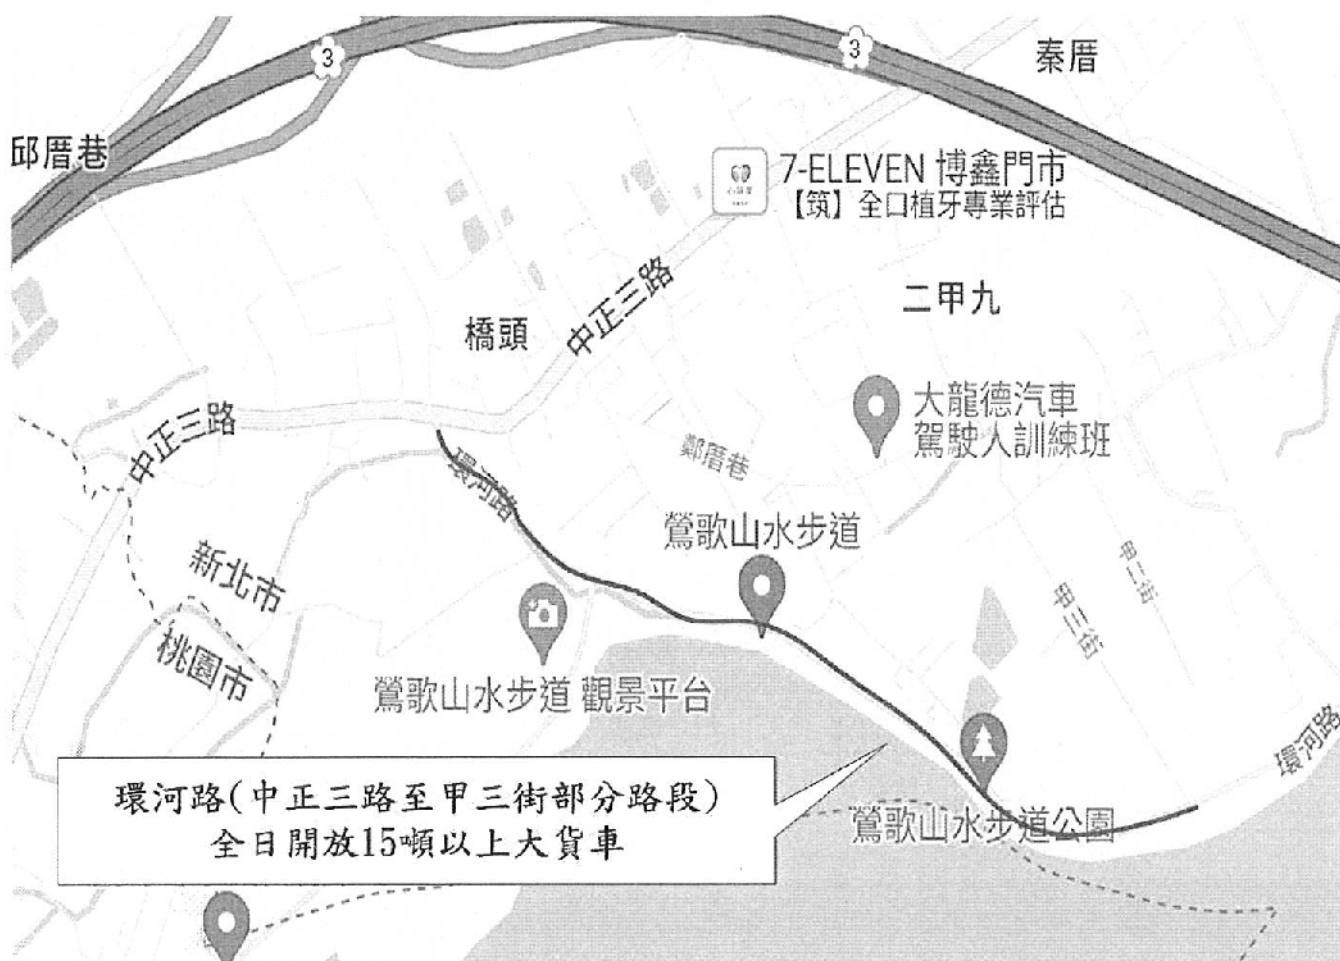 3
3
秦厝
邱厝巷
7-ELEVEN 博鑫門市
【筑】全口植牙專業評估
二甲九
中正三路
橋頭
大龍德汽車
駕駛人訓練班
中正三路
鄭厝巷
環河路
鶯歌山水步道
甲二街
甲三街
新北市
桃園市
鶯歌山水步道 觀景平台
環河路
環河路(中正三路至甲三街部分路段)
全日開放15噸以上大貨車
鶯歌山水步道公園